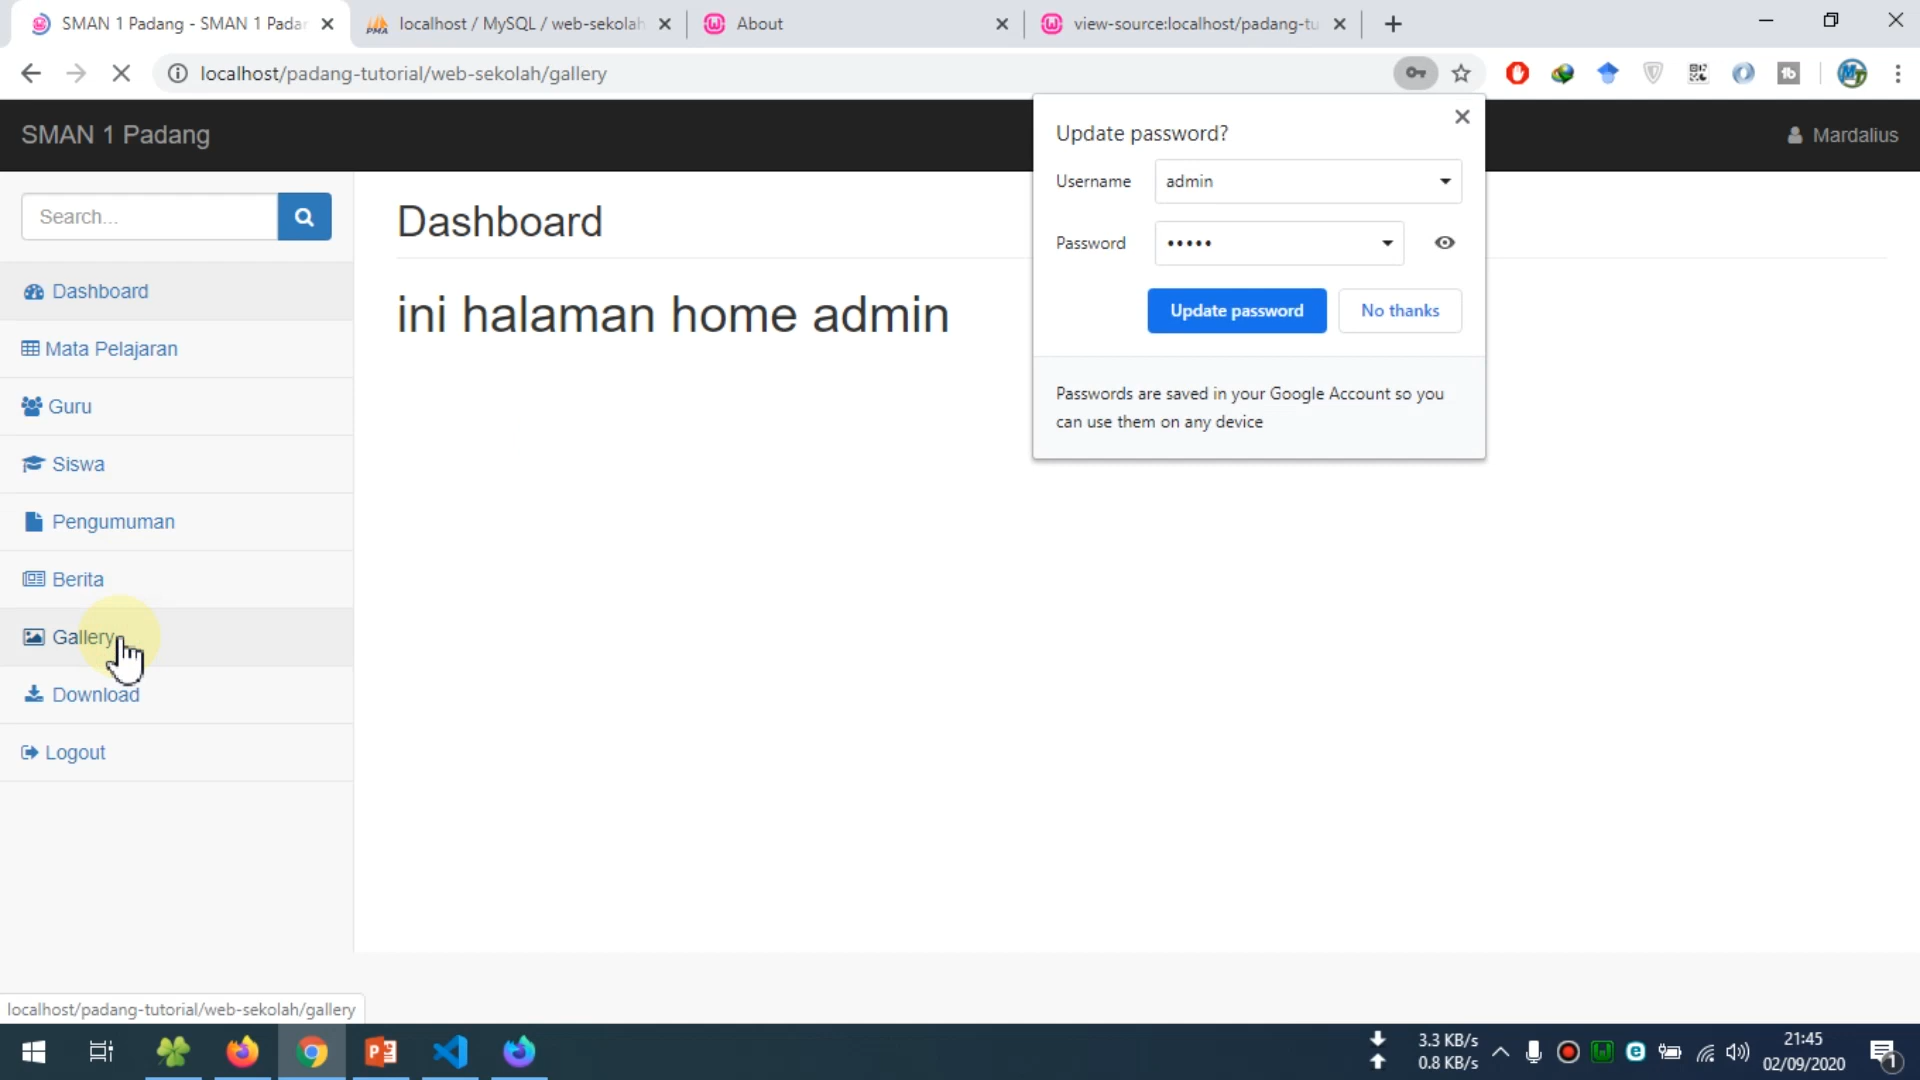 SMAN 1 Padang - SMAN 1 Padan
localhost / MySQL / web-sekolah
About
view-source:localhost/padang-tu
localhost/padang-tutorial/web-sekolah/gallery
SMAN 1 Padang
Mardalius
Update password?
Username
admin
Password
•••••
Update password
No thanks
Passwords are saved in your Google Account so you
can use them on any device
Search...
Dashboard
Mata Pelajaran
Guru
Siswa
Pengumuman
Berita
Gallery
Download
Logout
Dashboard
ini halaman home admin
localhost/padang-tutorial/web-sekolah/gallery
3.3 KB/s
0.8 KB/s
21:45
02/09/2020
1